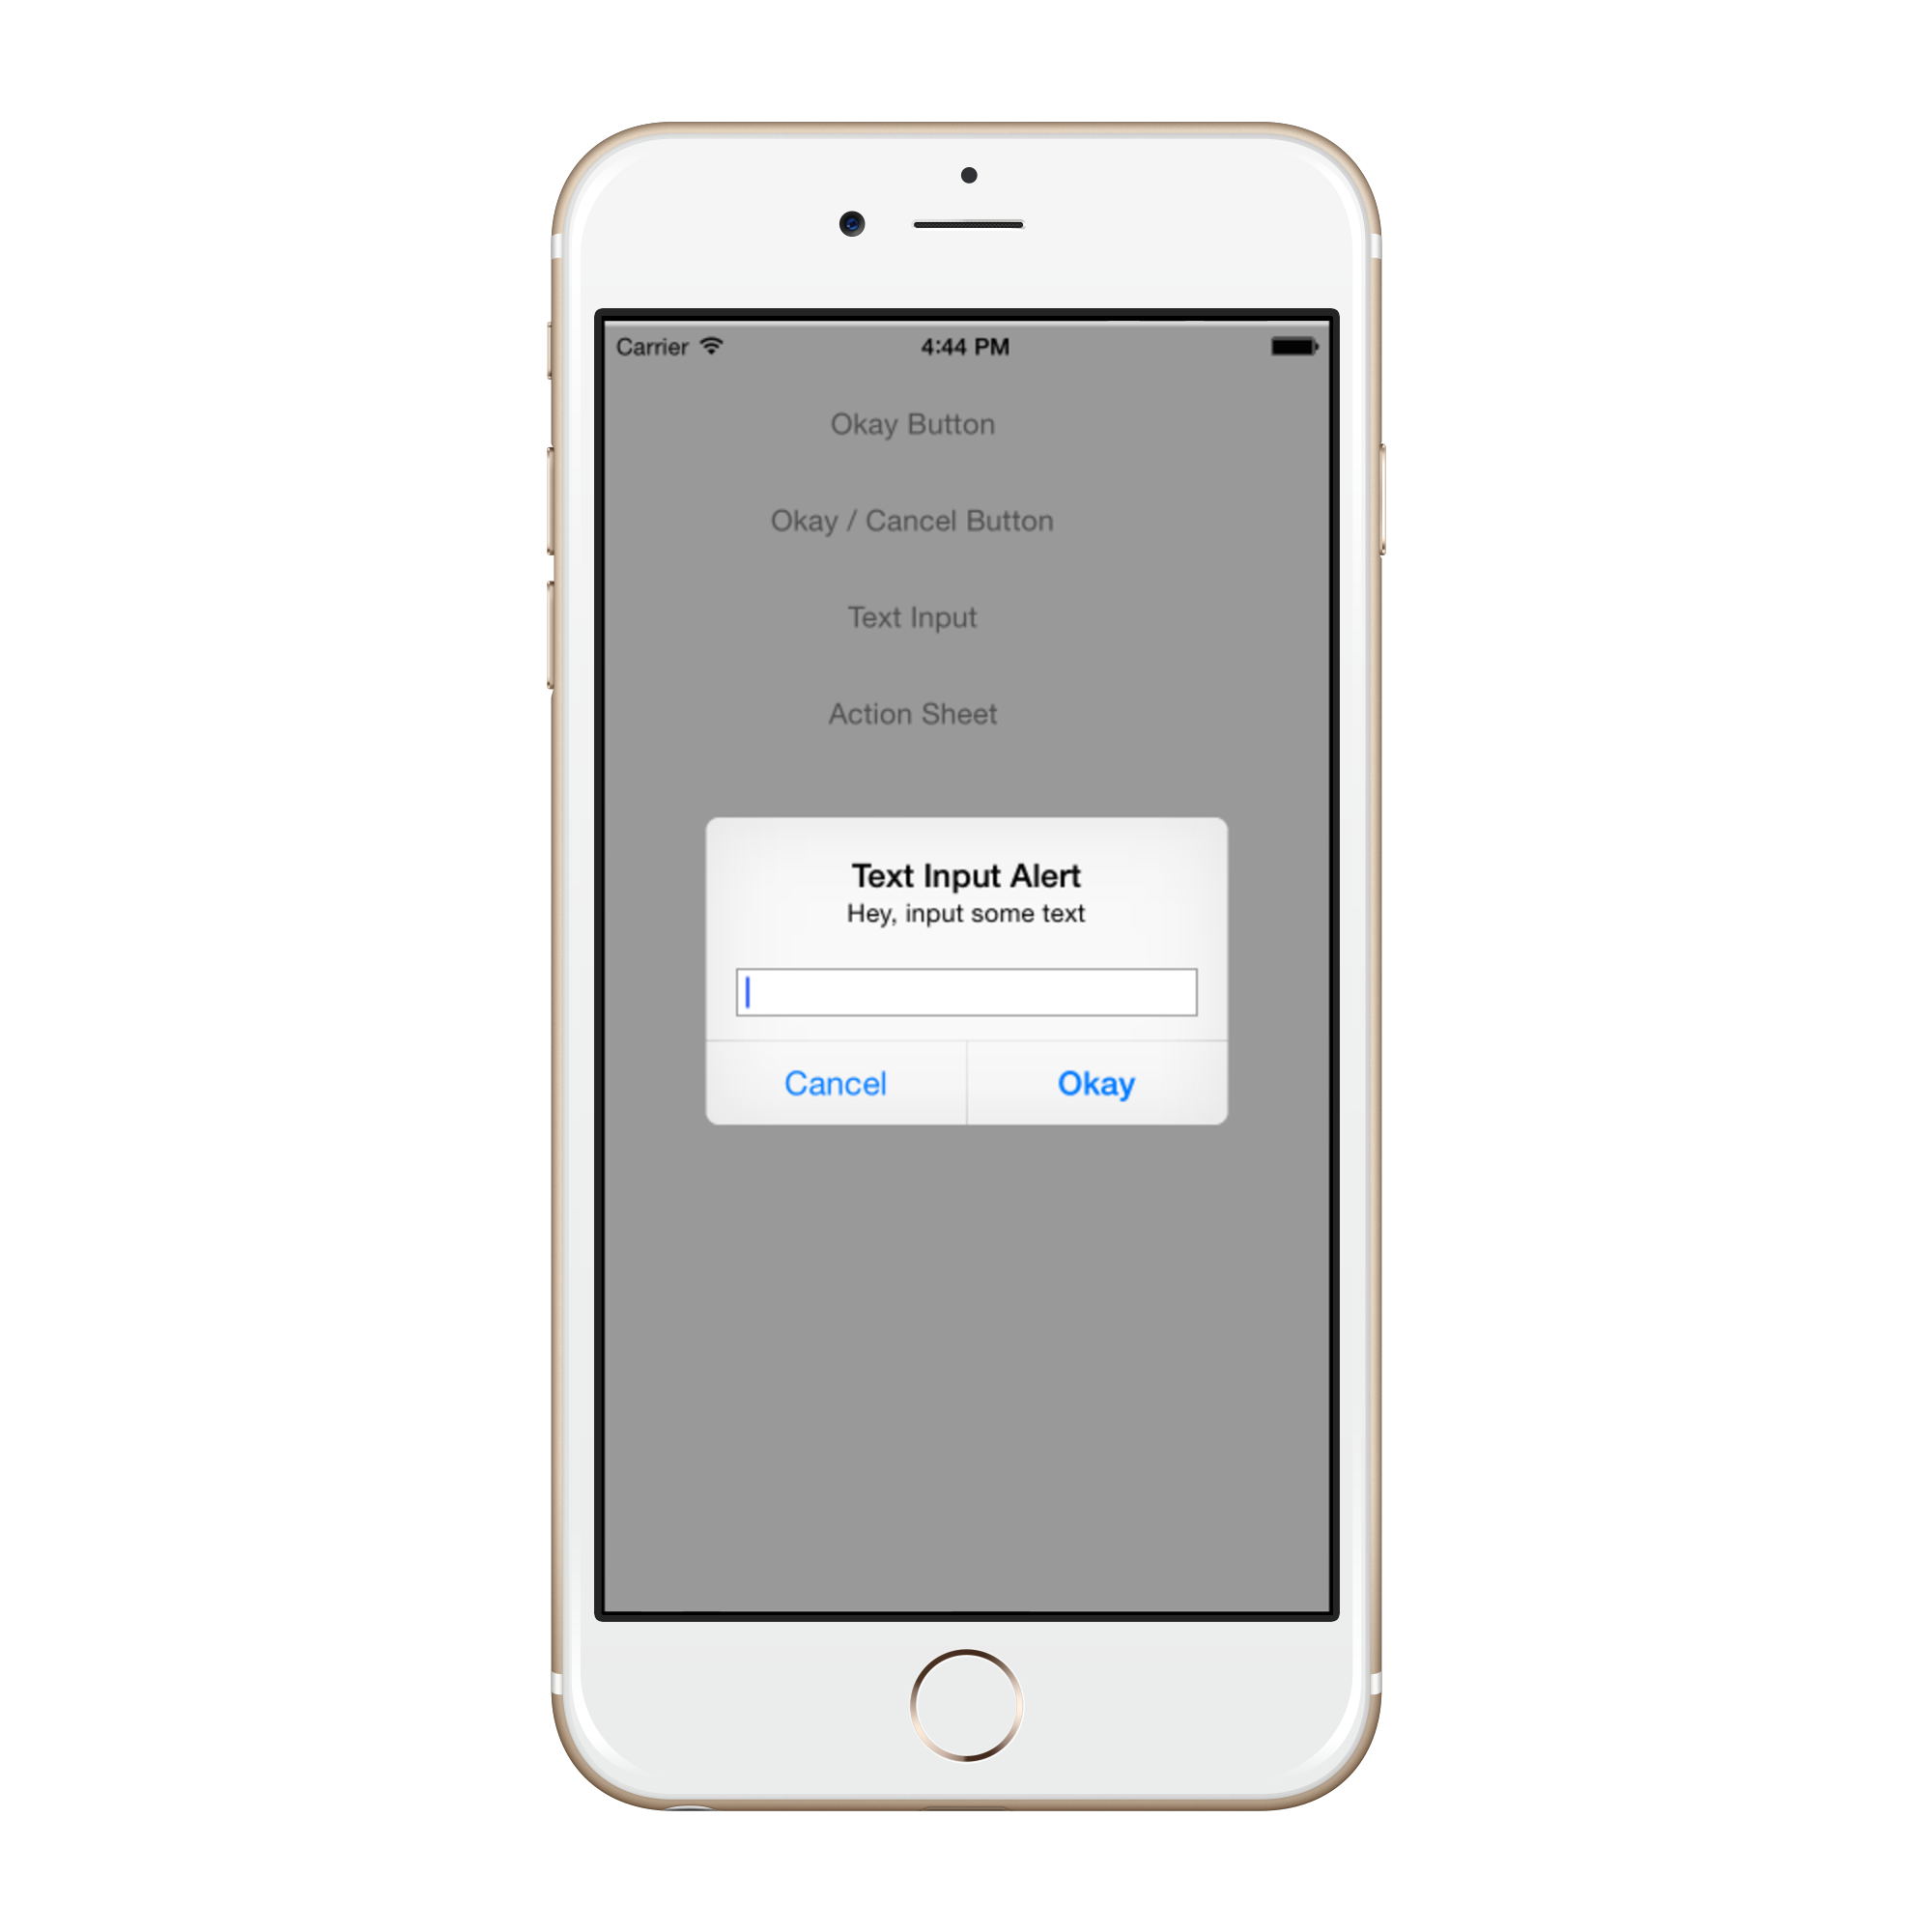 Carrier 4:44 PM
Okay Button
Okay / Cancel Button
Text Input
Action Sheet
Text Input Alert
Hey, input some text
Cancel Okay